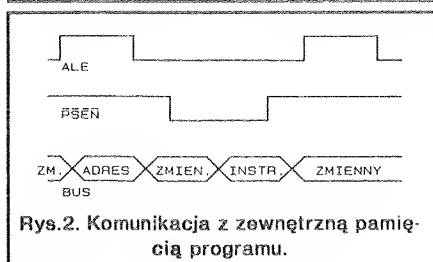 ALE
PSEN
ZM. ADRES ZMIEN. INSTR. ZMIENNY
BUS
Rys.2. Komunikacja z zewnętrzną pamię-
cią programu.